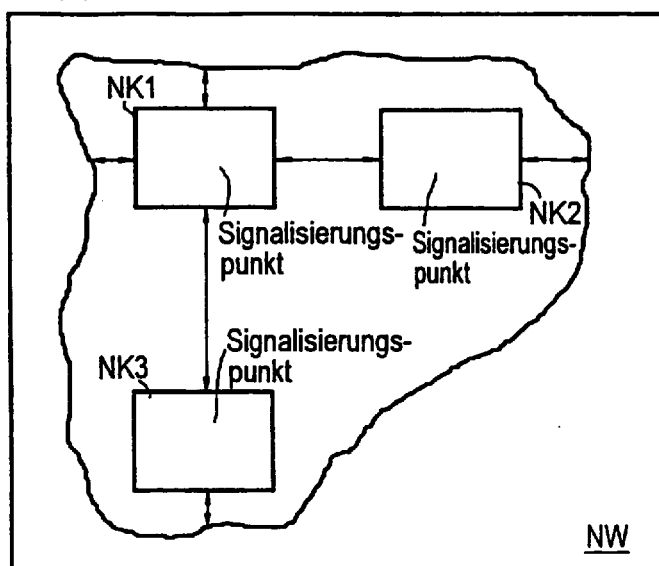 NK1
Signalisierungs-
punkt
NK2
Signalisierungs-
punkt
Signalisierungs-
punkt
NK3
NW